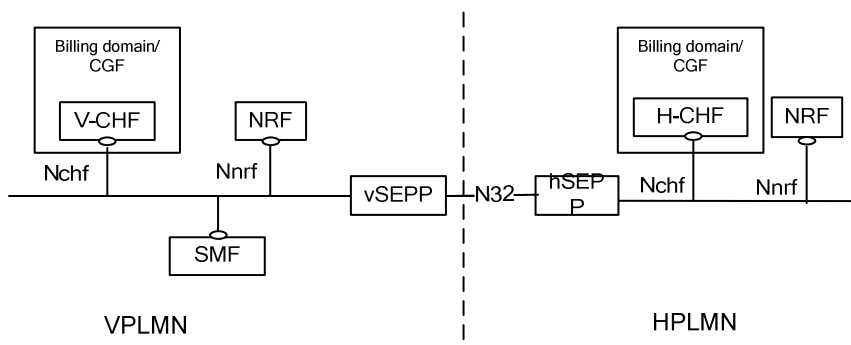 Billing domain/
CGF
V-CHF
NRF
Nchf
Nnrf
vSEPP
SMF
VPLMN
N32
Billing domain/
CGF
H-CHF
NRF
hSEP
P
Nchf
Nnrf
HPLMN